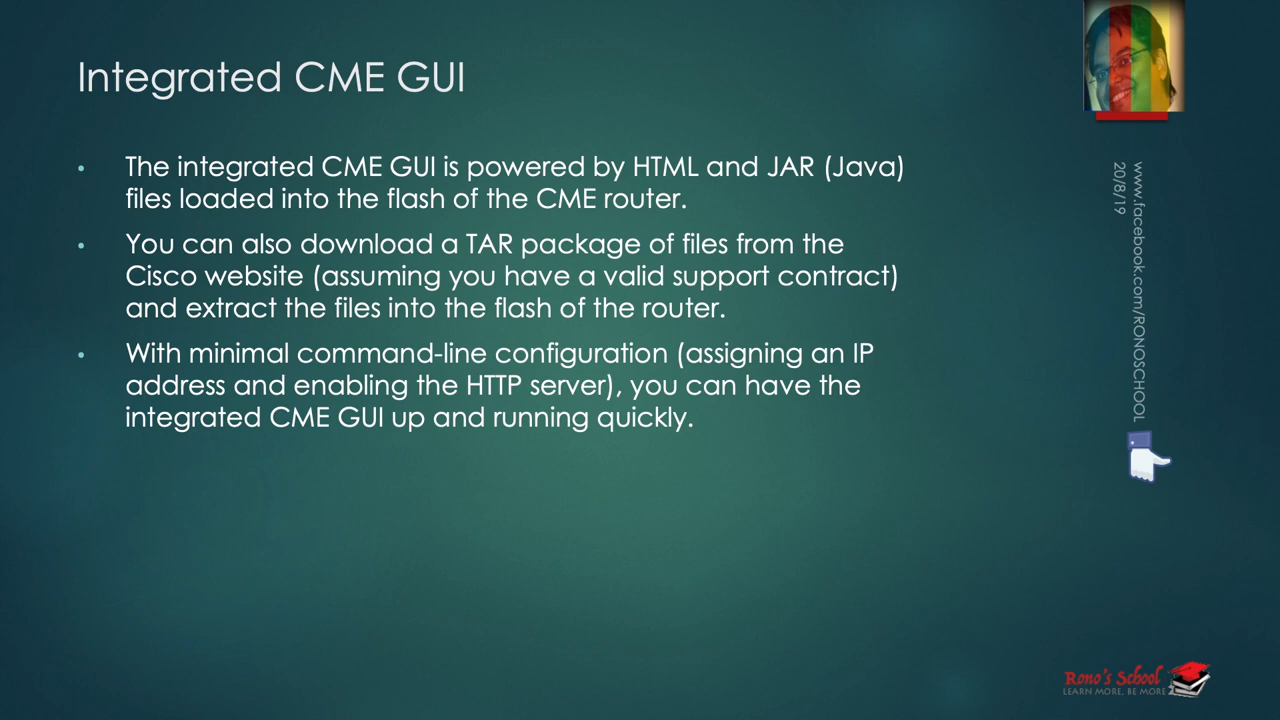 Integrated CME GUI
• The integrated CME GUI is powered by HTML and JAR (Java)
files loaded into the flash of the CME router.
• You can also download a TAR package of files from the
Cisco website (assuming you have a valid support contract)
and extract the files into the flash of the router.
• With minimal command-line configuration (assigning an IP
address and enabling the HTTP server), you can have the
integrated CME GUI up and running quickly.
www.facebook.com/RONOSCHOOL
20/8/19
Rono's School
LEARN MORE, BE MORE